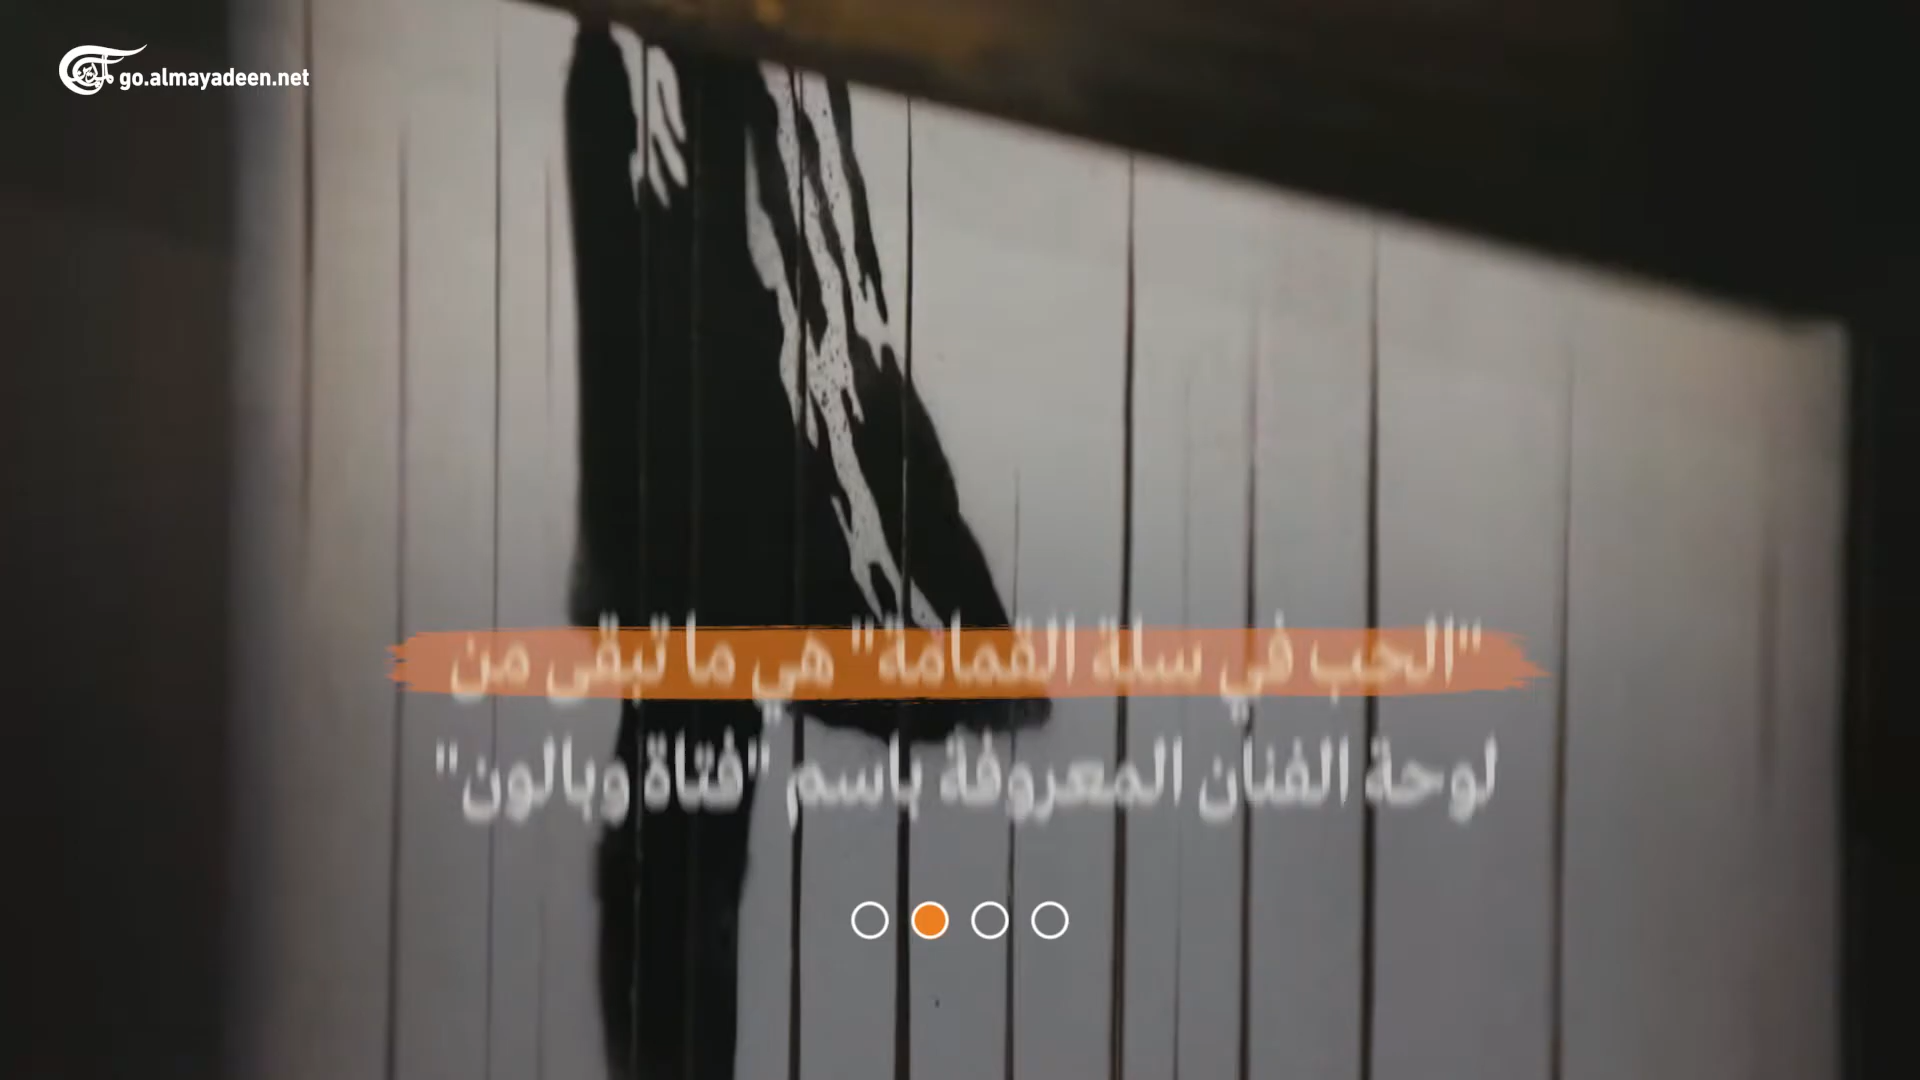 go.almayadeen.net
"الحب في سلة القمامة" هي ما تبقى من
لوحة الفنان المعروفة باسم "فتاة وبالون"